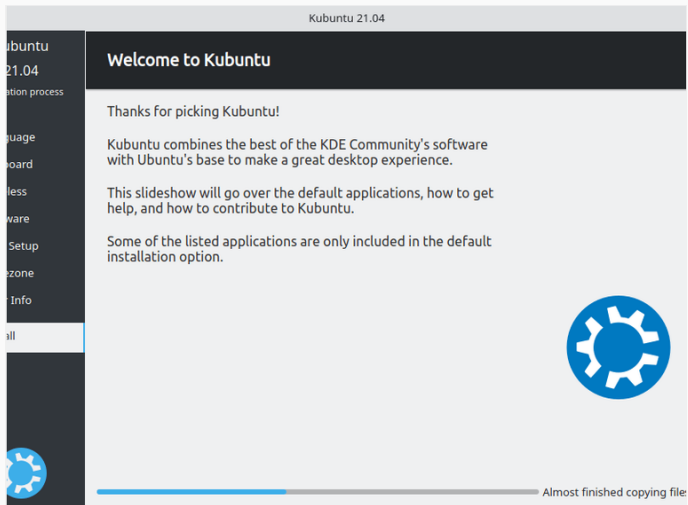 Kubuntu 21.04
ubuntu
21.04
ation process
guage
board
less
ware
Setup
ezone
Info
all
Welcome to Kubuntu
Thanks for picking Kubuntu!
Kubuntu combines the best of the KDE Community's software
with Ubuntu's base to make a great desktop experience.
This slideshow will go over the default applications, how to get
help, and how to contribute to Kubuntu.
Some of the listed applications are only included in the default
installation option.
Almost finished copying files